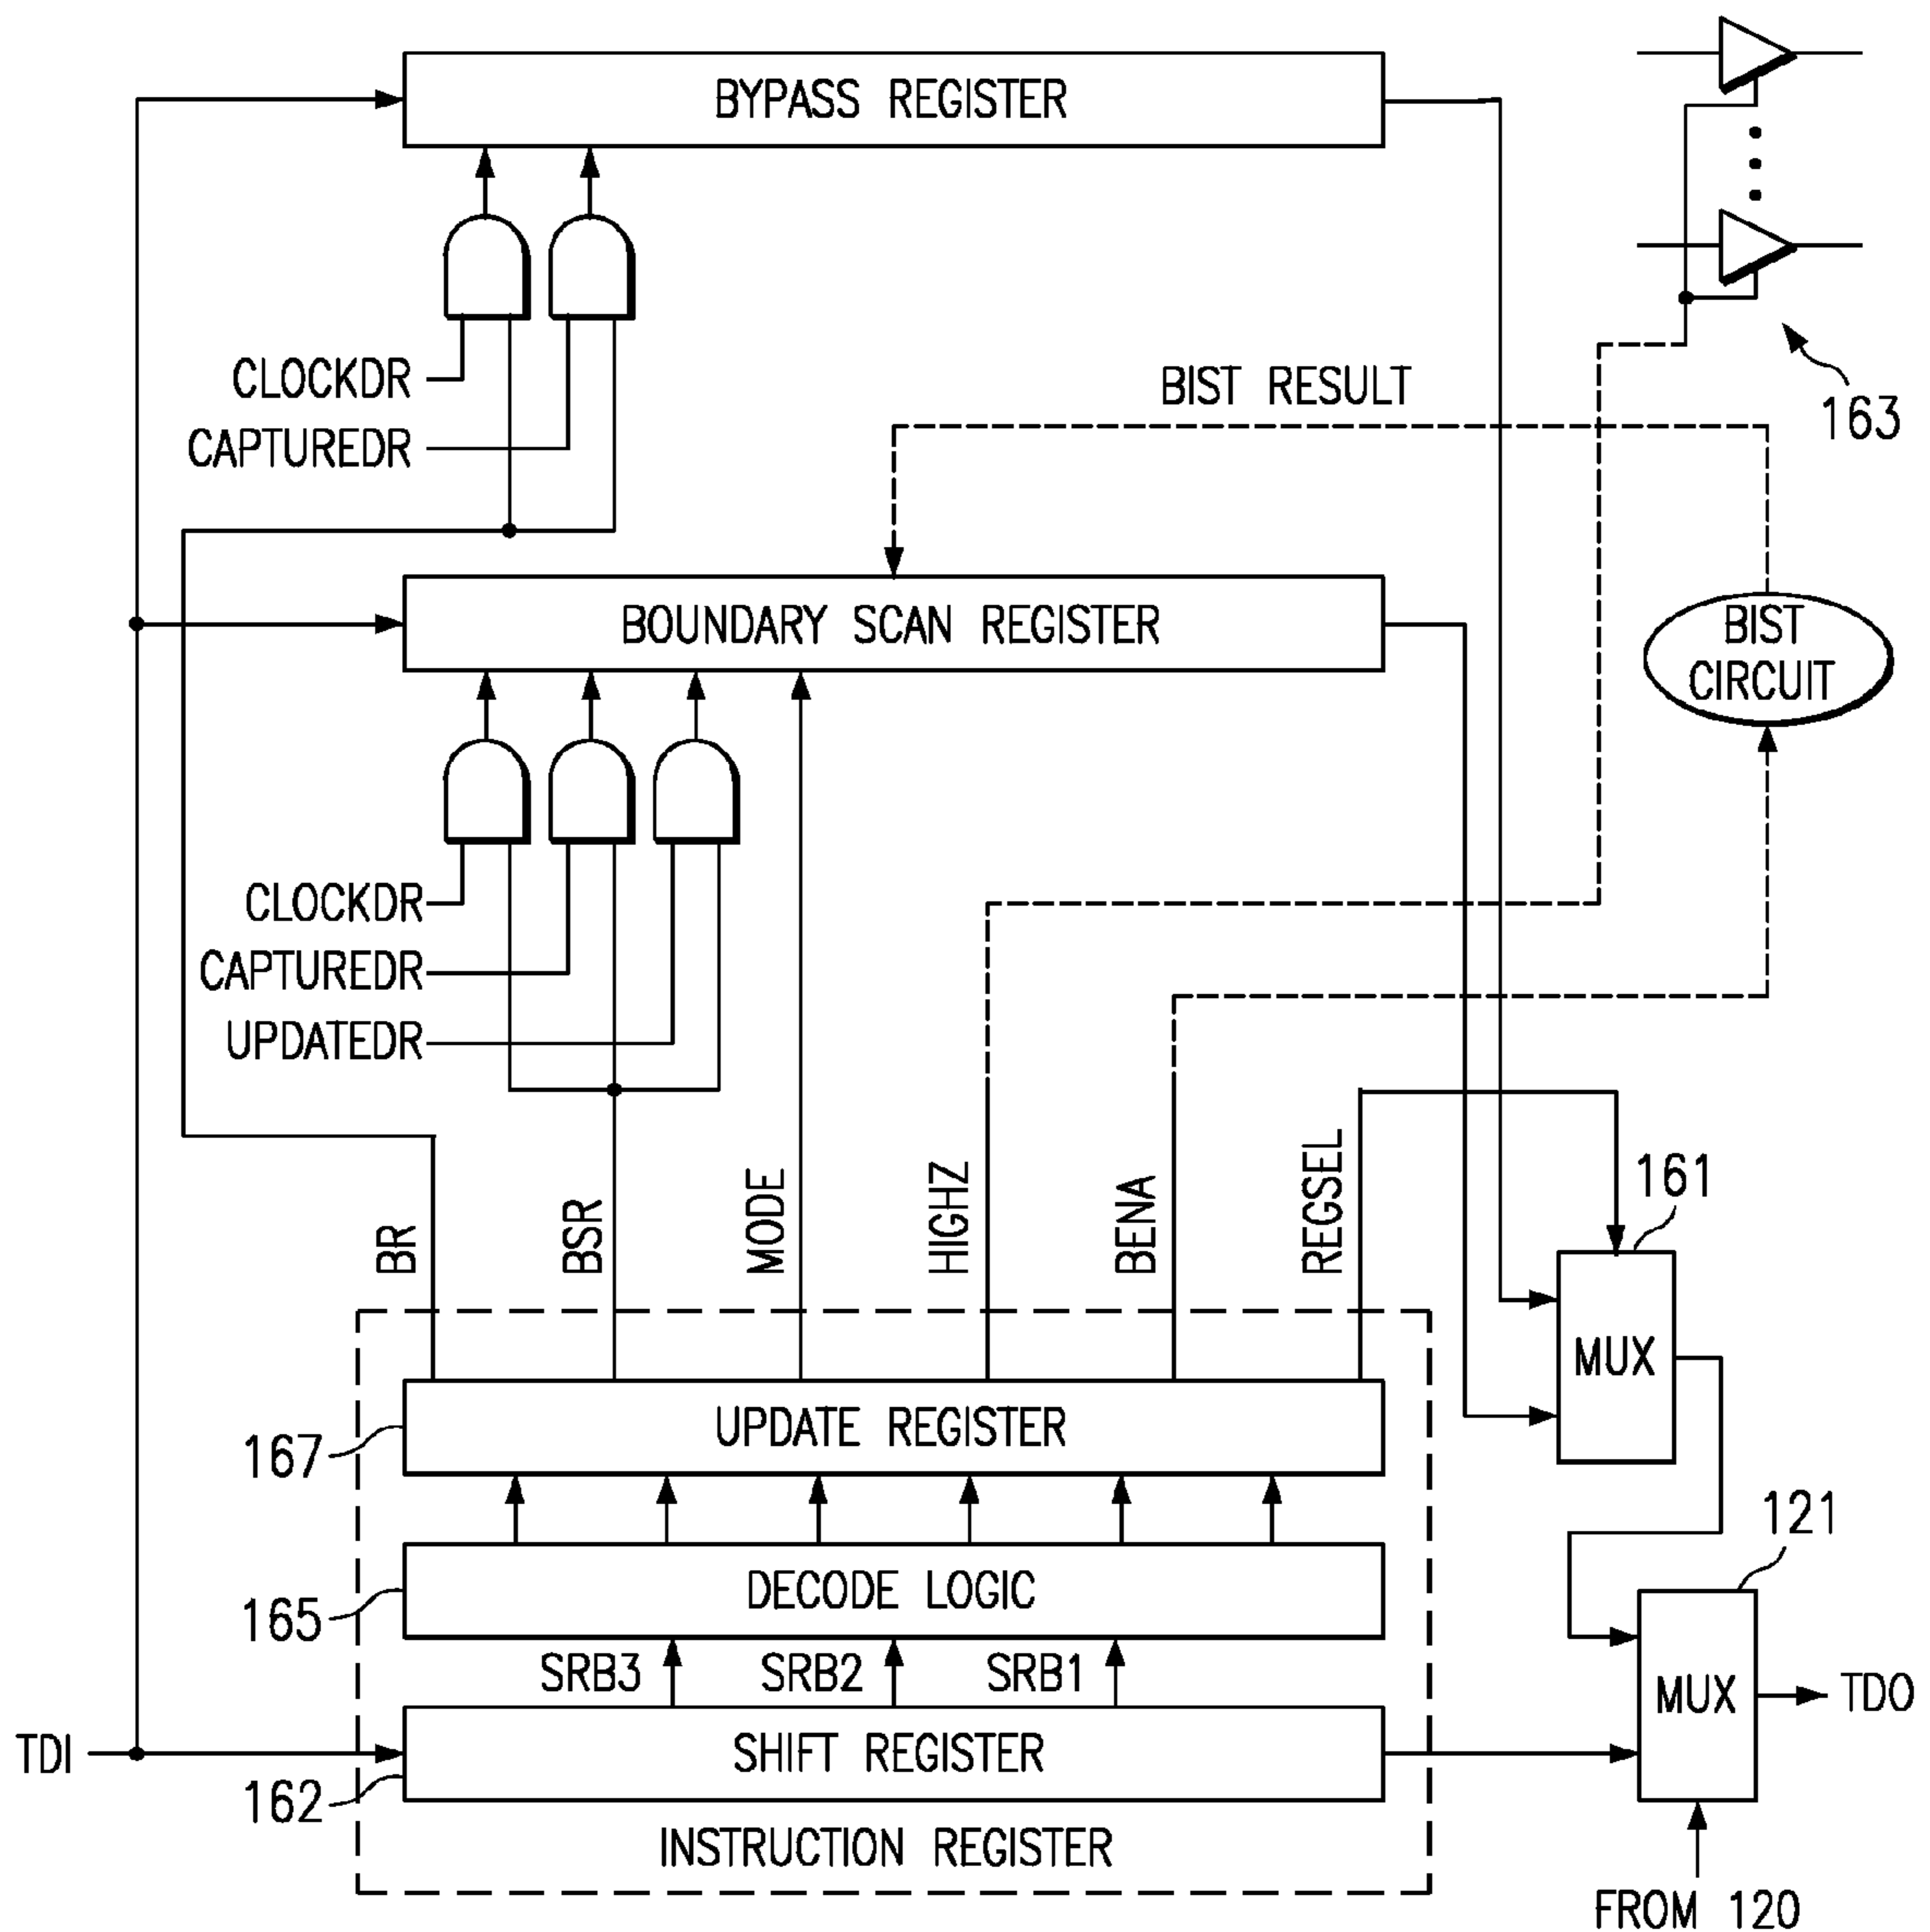 BYPASS REGISTER
CLOCKDR
CAPTUREDR
BIST RESULT
163
BOUNDARY SCAN REGISTER
BIST
CIRCUIT
CLOCKDR
CAPTUREDR
UPDATEDR
BR
BSR
MODE
HIGHZ
BENA
REGSEL
161
MUX
UPDATE REGISTER
167
121
DECODE LOGIC
165
SRB3
SRB2
SRB1
MUX
TDO
TDI
SHIFT REGISTER
162
INSTRUCTION REGISTER
FROM 120